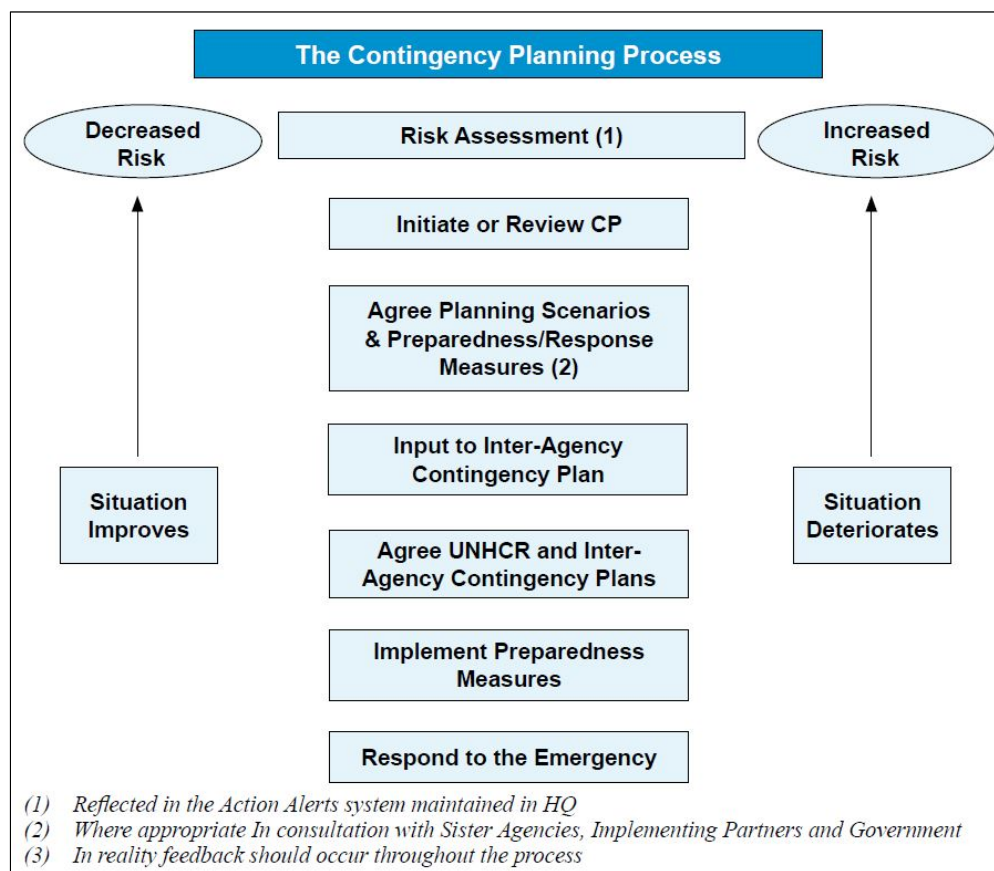 The Contingency Planning Process
Decreased
Risk
Risk Assessment (1)
Increased
Risk
Initiate or Review CP
Agree Planning Scenarios
& Preparedness/Response
Measures (2)
Input to Inter-Agency
Contingency Plan
Situation
Improves
Situation
Deteriorates
Agree UNHCR and Inter-
Agency Contingency Plans
Implement Preparedness
Measures
Respond to the Emergency
(1) Reflected in the Action Alerts system maintained in HQ
(2) Where appropriate In consultation with Sister Agencies, Implementing Partners and Government
(3) In reality feedback should occur throughout the process